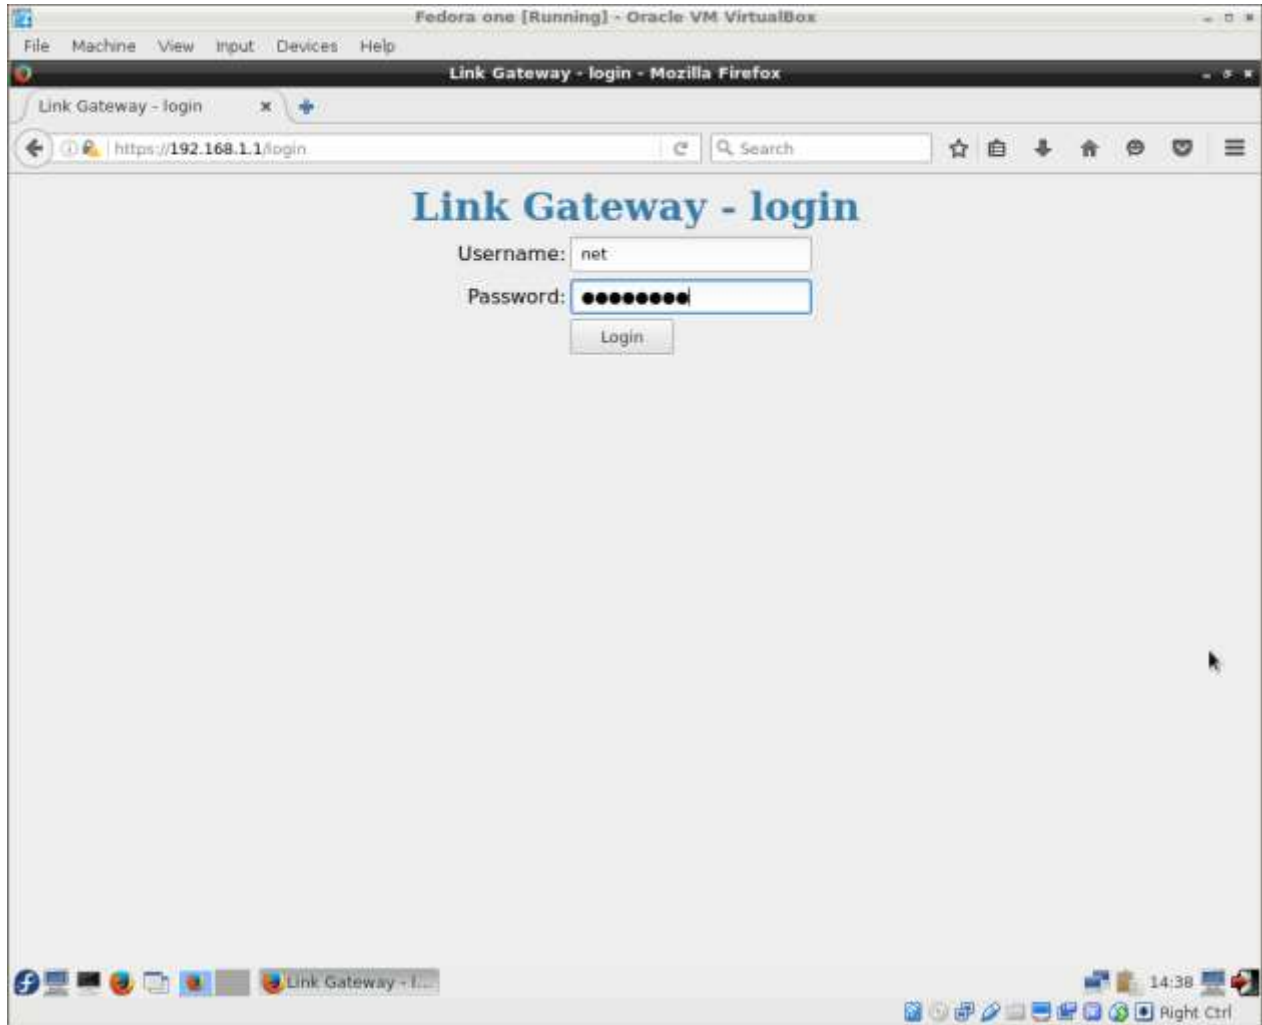 Fedora one [Running] - Oracle VM VirtualBox
File Machine View Input Devices Help
Link Gateway - login - Mozilla Firefox
Link Gateway - login
https://192.168.1.1/login
Search
Link Gateway - login
Username: net
Password: ●●●●●●●●
Login
Link Gateway - l...
14:38
Right Ctrl